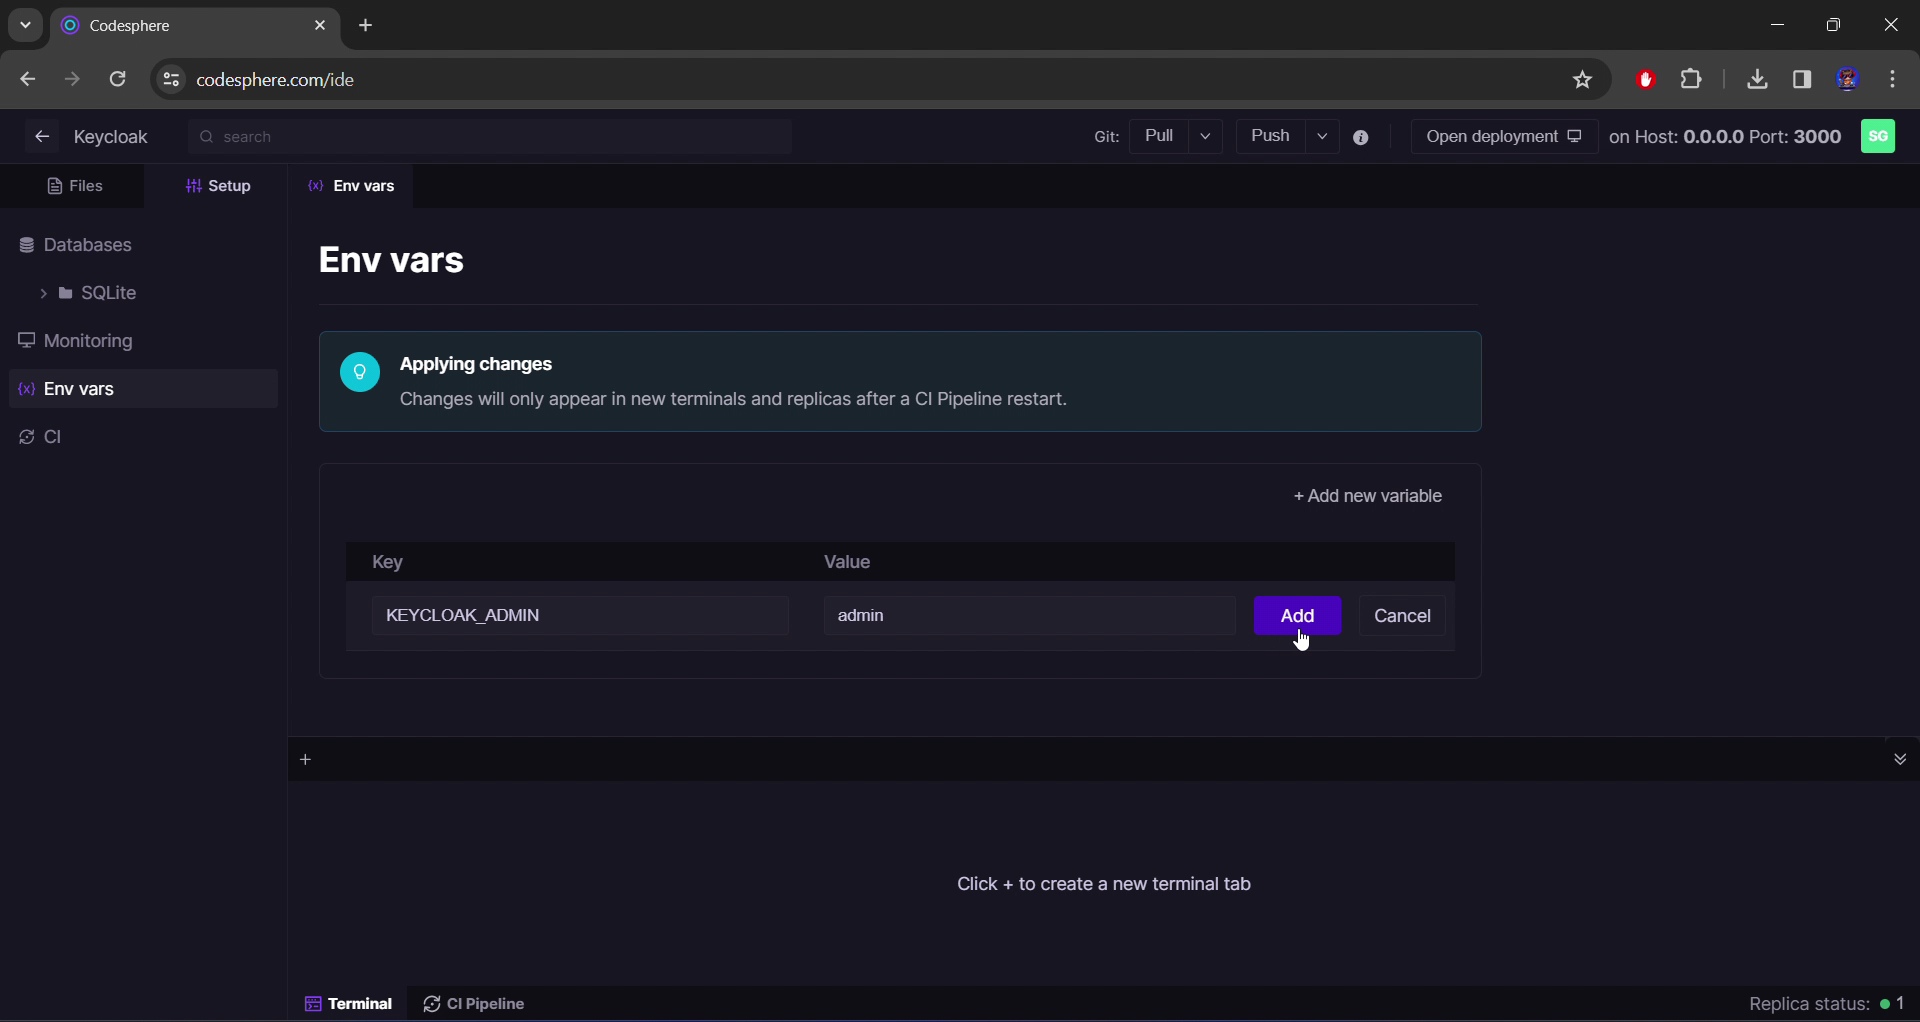 Codesphere
codesphere.com/ide
Keycloak
search
Git:
Pull
Push
Open deployment
on Host: 0.0.0.0 Port: 3000
SG
Files
Setup
{x} Env vars
Databases
SQLite
Monitoring
{x} Env vars
CI
Env vars
Applying changes
Changes will only appear in new terminals and replicas after a CI Pipeline restart.
+ Add new variable
Key
Value
KEYCLOAK_ADMIN
admin
Add
Cancel
+
Click + to create a new terminal tab
Terminal
CI Pipeline
Replica status: 1